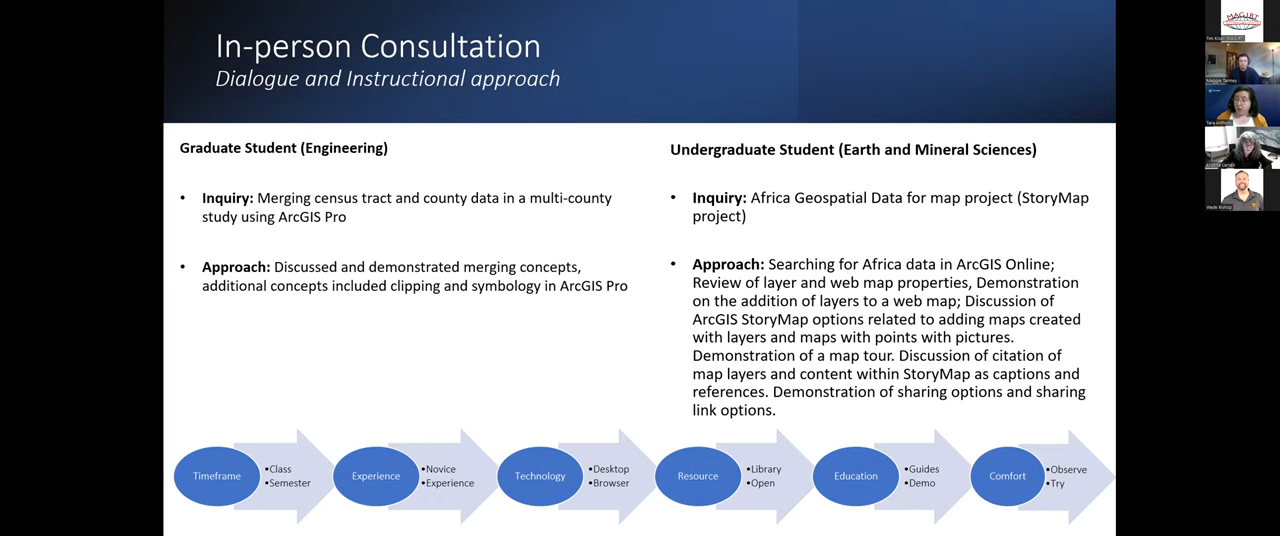 In-person Consultation
Dialogue and Instructional approach
Graduate Student (Engineering)
• Inquiry: Merging census tract and county data in a multi-county
study using ArcGIS Pro
• Approach: Discussed and demonstrated merging concepts,
additional concepts included clipping and symbology in ArcGIS Pro
Undergraduate Student (Earth and Mineral Sciences)
• Inquiry: Africa Geospatial Data for map project (StoryMap
project)
• Approach: Searching for Africa data in ArcGIS Online;
Review of layer and web map properties, Demonstration
on the addition of layers to a web map; Discussion of
ArcGIS StoryMap options related to adding maps created
with layers and maps with points with pictures.
Demonstration of a map tour. Discussion of citation of
map layers and content within StoryMap as captions and
references. Demonstration of sharing options and sharing
link options.
Timeframe
•Class
•Semester
Experience
•Novice
•Experience
Technology
•Desktop
•Browser
Resource
•Library
•Open
Education
•Guides
•Demo
Comfort
•Observe
•Try
MAGIRT
Maggie Tarmey
Wade Bishop